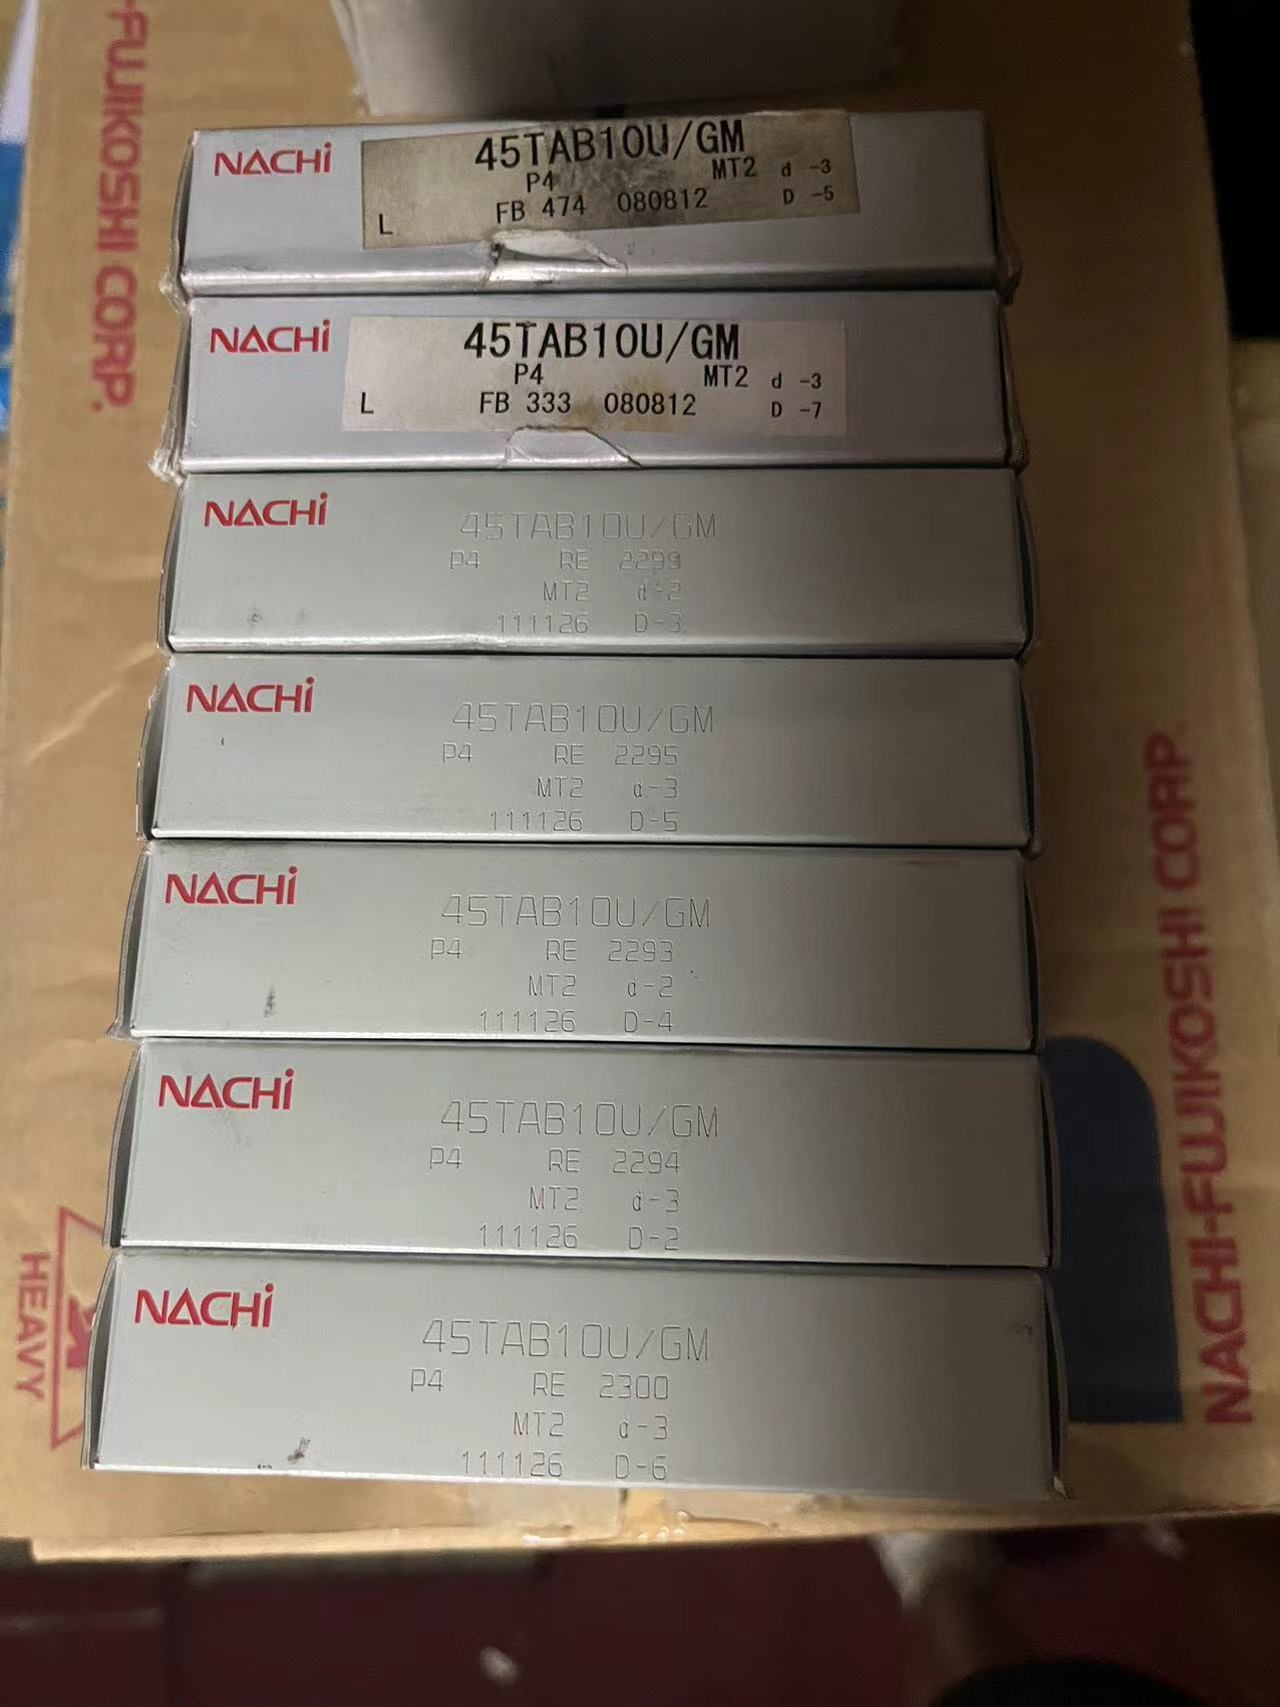 -FUJIKOSHI CORP.
NACHi
45TAB10U/GM
P4 MT2 d -3
L FB 474 080812 D -5
NACHi
45TAB10U/GM
P4 MT2 d -3
L FB 333 080812 D -7
NACHi
45TAB10U/GM
P4 RE 2299
MT2 d-2
111126 D-3
NACHi
45TAB10U/GM
P4 RE 2295
MT2 d-3
111126 D-5
NACHi
45TAB10U/GM
P4 RE 2293
MT2 d-2
111126 D-4
NACHi
45TAB10U/GM
P4 RE 2294
MT2 d-3
111126 D-2
NACHi
45TAB10U/GM
P4 RE 2300
MT2 d-3
111126 D-6
HEAVY
NACHI-FUJIKOSHI CORP.